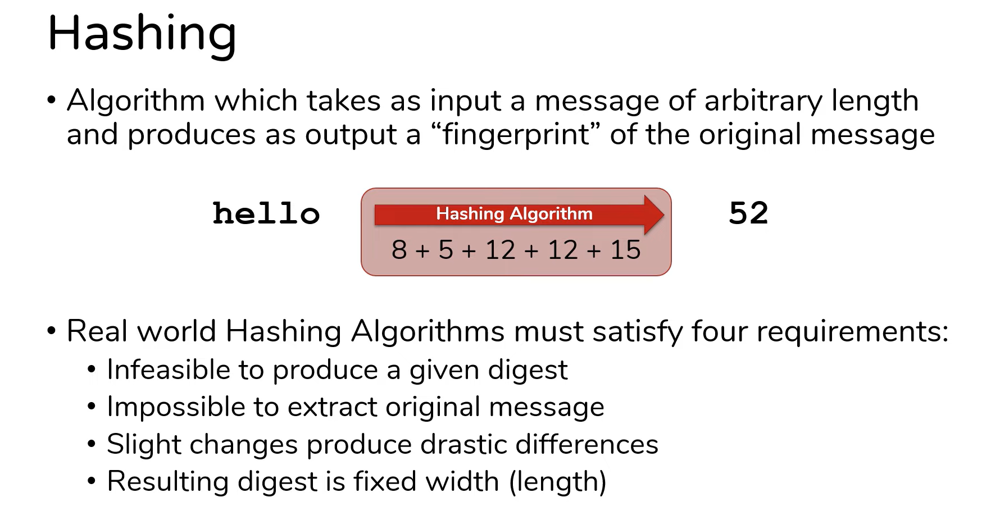 Hashing
• Algorithm which takes as input a message of arbitrary length
and produces as output a “fingerprint” of the original message
hello
Hashing Algorithm
8 + 5 + 12 + 12 + 15
52
• Real world Hashing Algorithms must satisfy four requirements:
• Infeasible to produce a given digest
• Impossible to extract original message
• Slight changes produce drastic differences
• Resulting digest is fixed width (length)